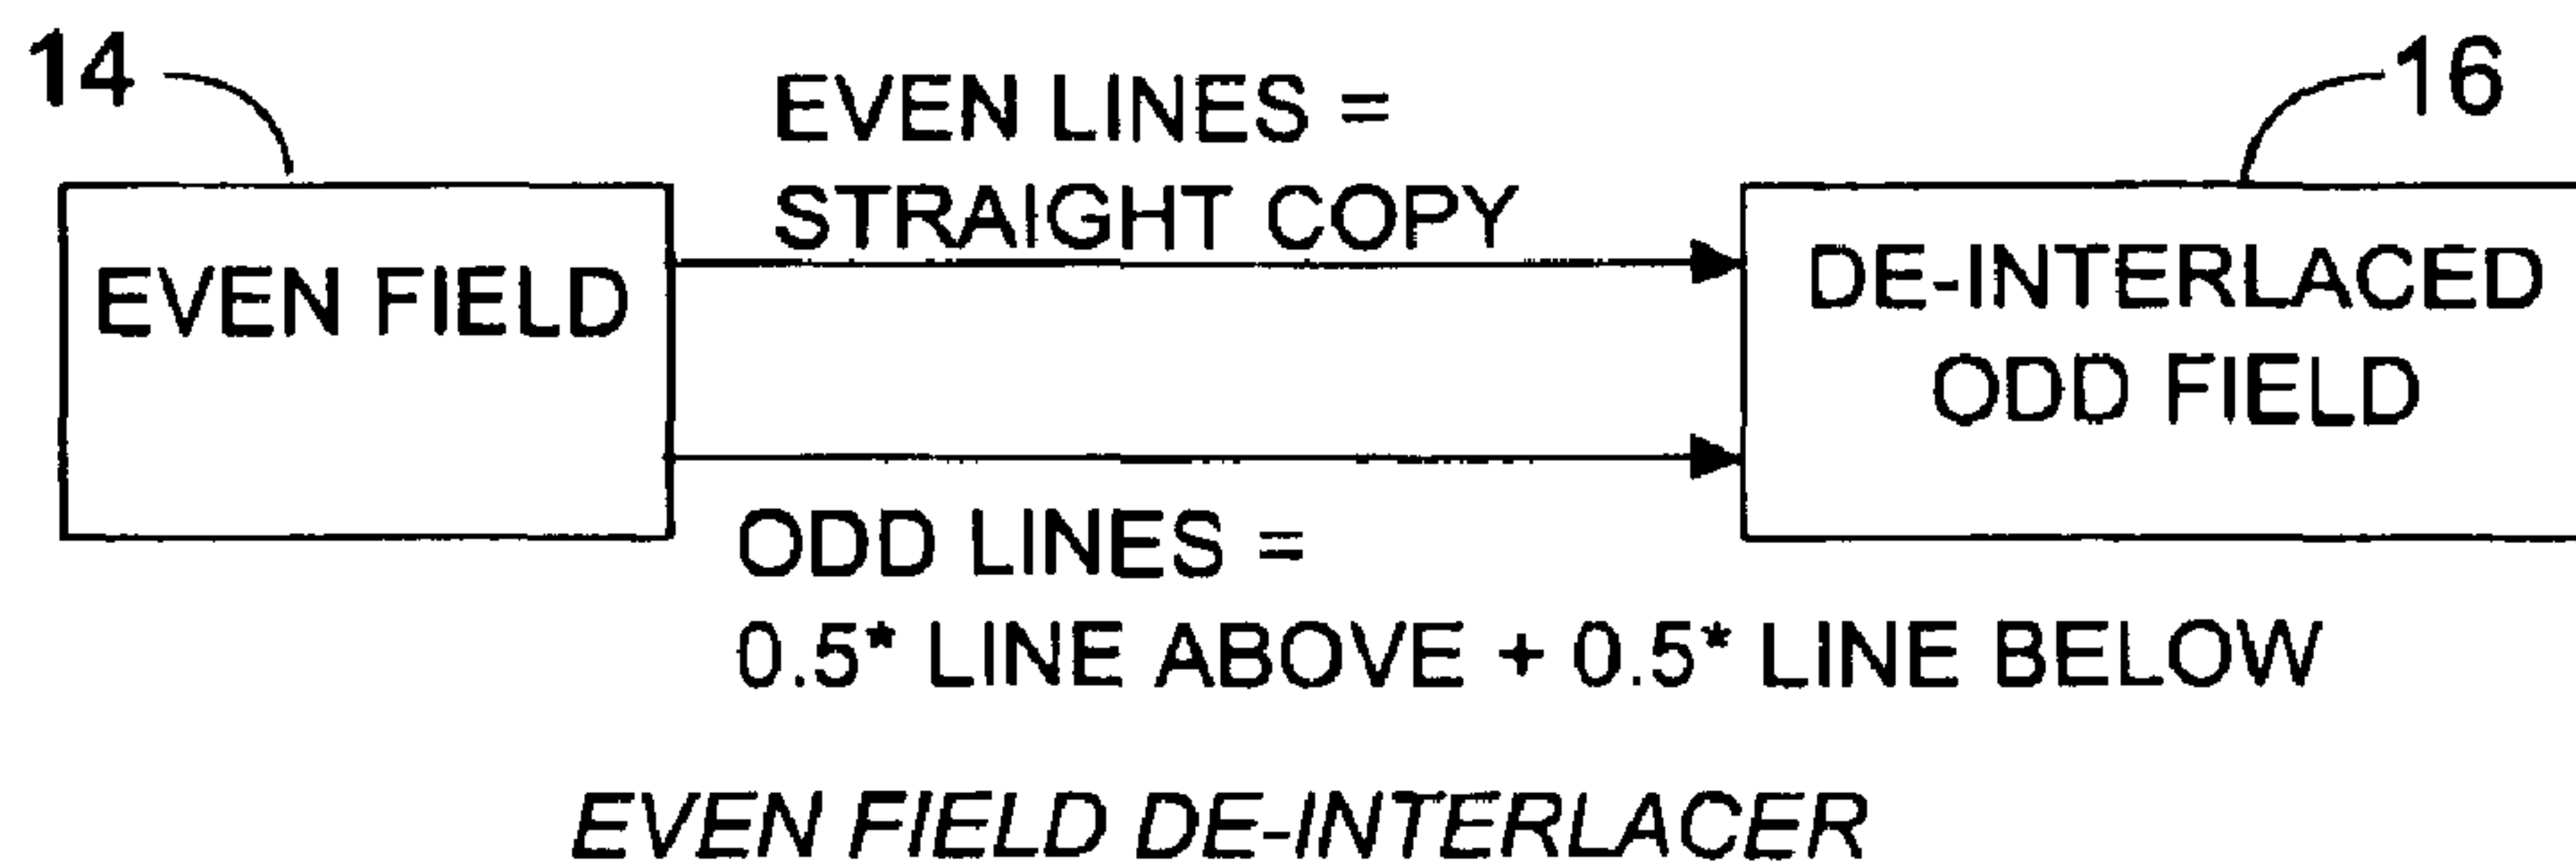 14
16
EVEN LINES =
STRAIGHT COPY
EVEN FIELD
DE-INTERLACED
ODD FIELD
ODD LINES =
0.5* LINE ABOVE + 0.5* LINE BELOW
EVEN FIELD DE-INTERLACER